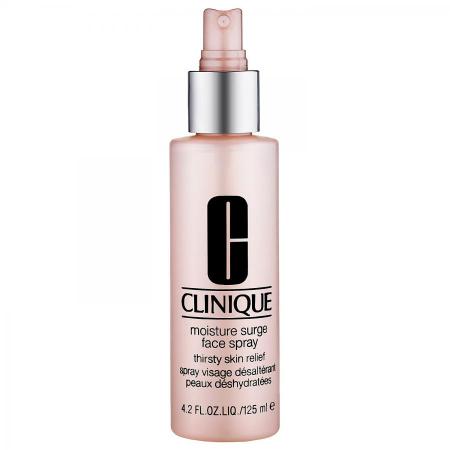 C
CLINIQUE
moisture surge
face spray
thirsty skin relief
spray visage désaltérant
peaux déshydratées
4.2 FL.OZ.LIQ./125 ml ℮